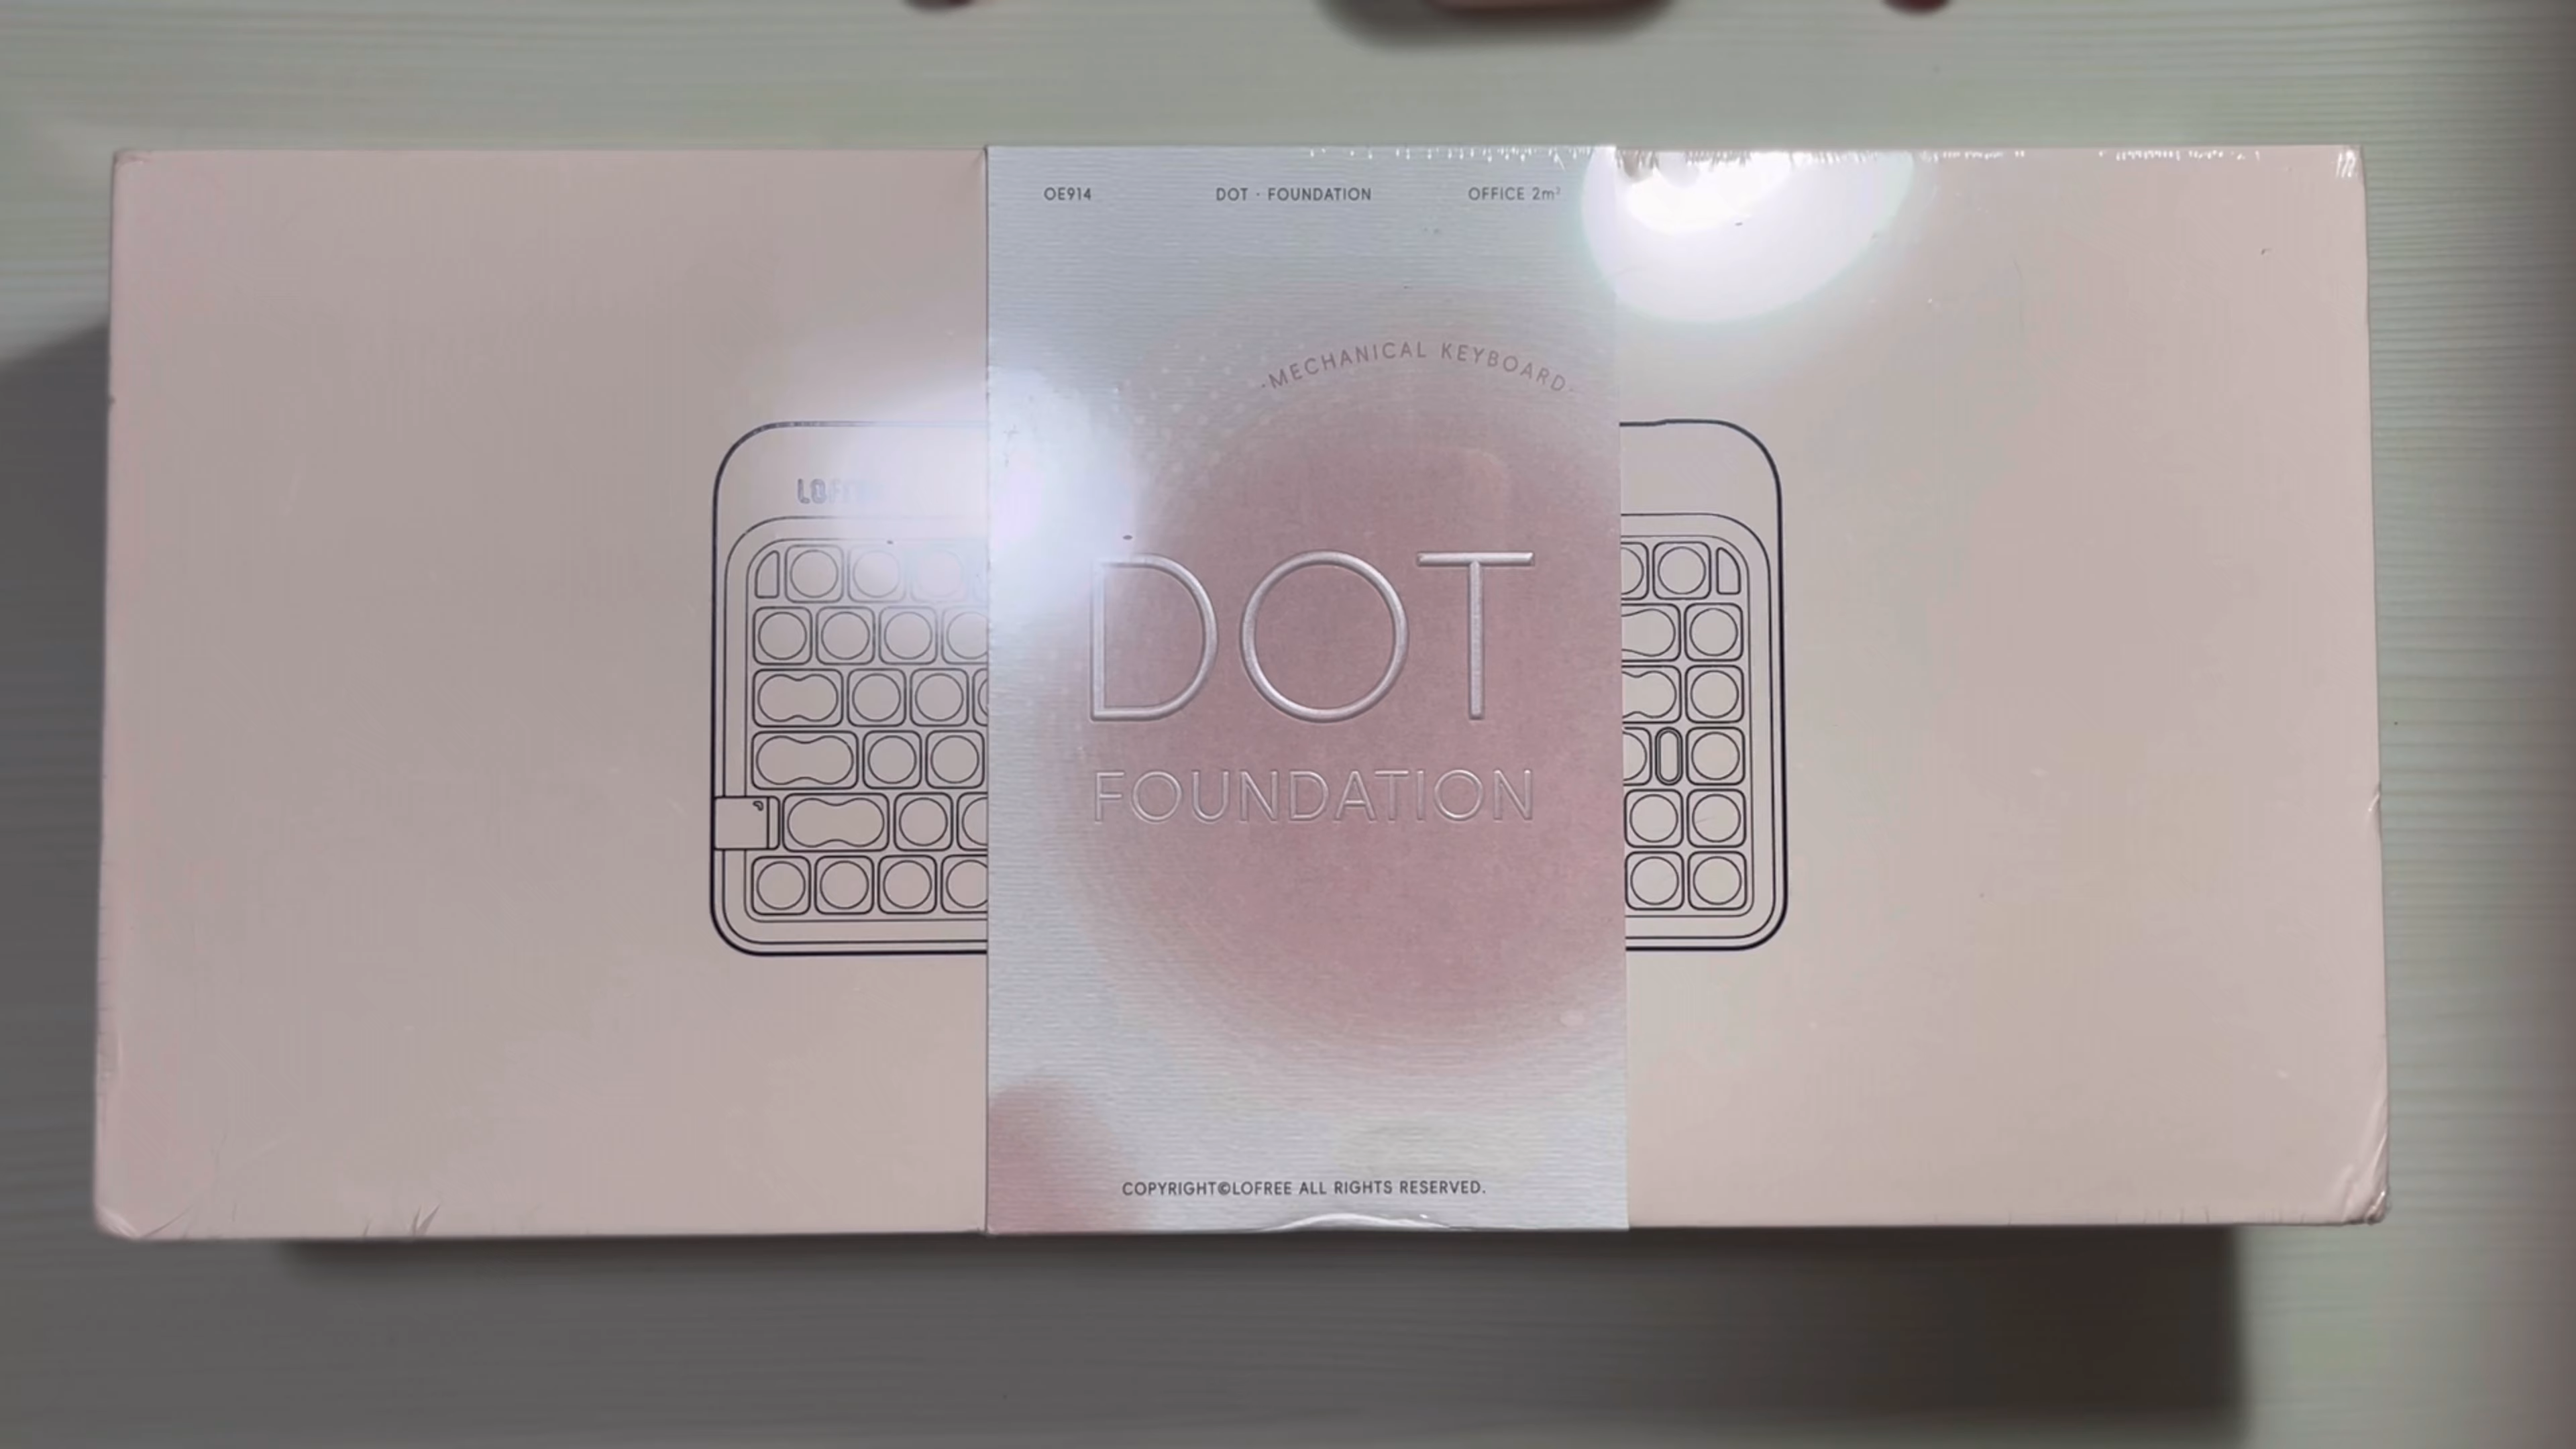 OE914 DOT · FOUNDATION OFFICE 2m²
·MECHANICAL KEYBOARD·
DOT
FOUNDATION
COPYRIGHT©LOFREE ALL RIGHTS RESERVED.